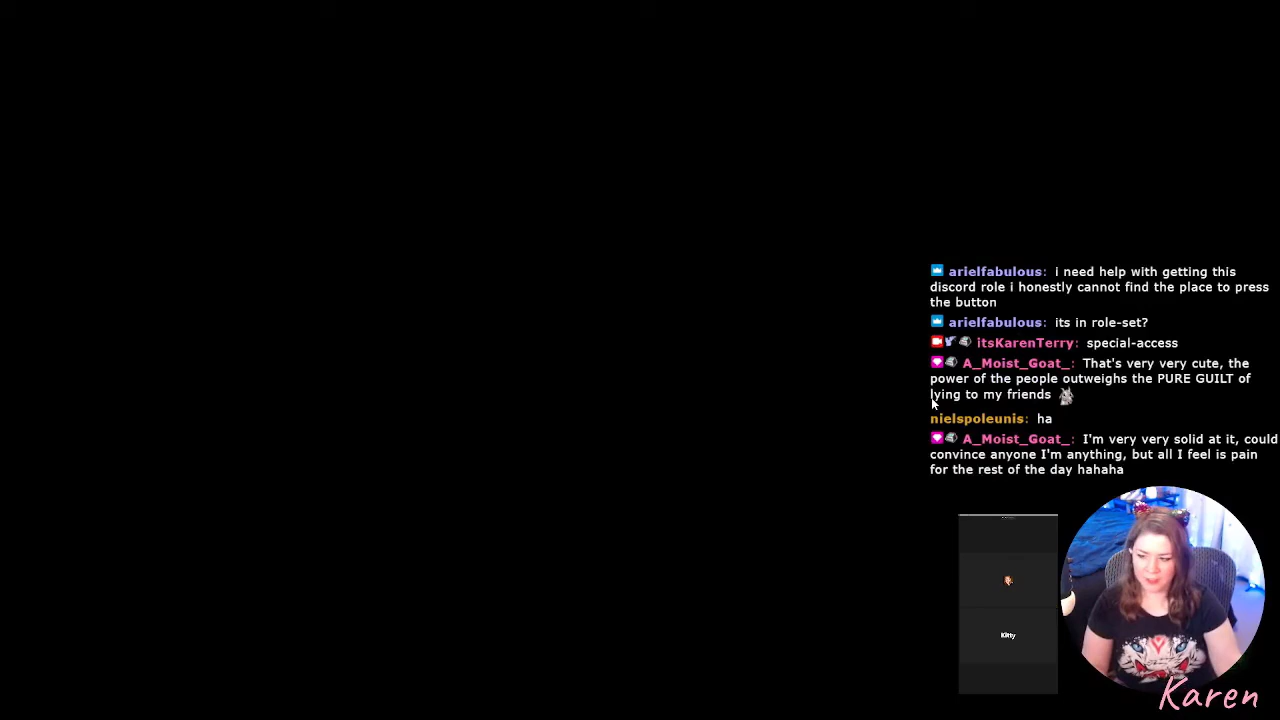 arielfabulous: i need help with getting this
discord role i honestly cannot find the place to press
the button
arielfabulous: its in role-set?
itsKarenTerry: special-access
A_Moist_Goat_: That's very very cute, the
power of the people outweighs the PURE GUILT of
lying to my friends
nielspoleunis: ha
A_Moist_Goat_: I'm very very solid at it, could
convince anyone I'm anything, but all I feel is pain
for the rest of the day hahaha
Kitty
Karen